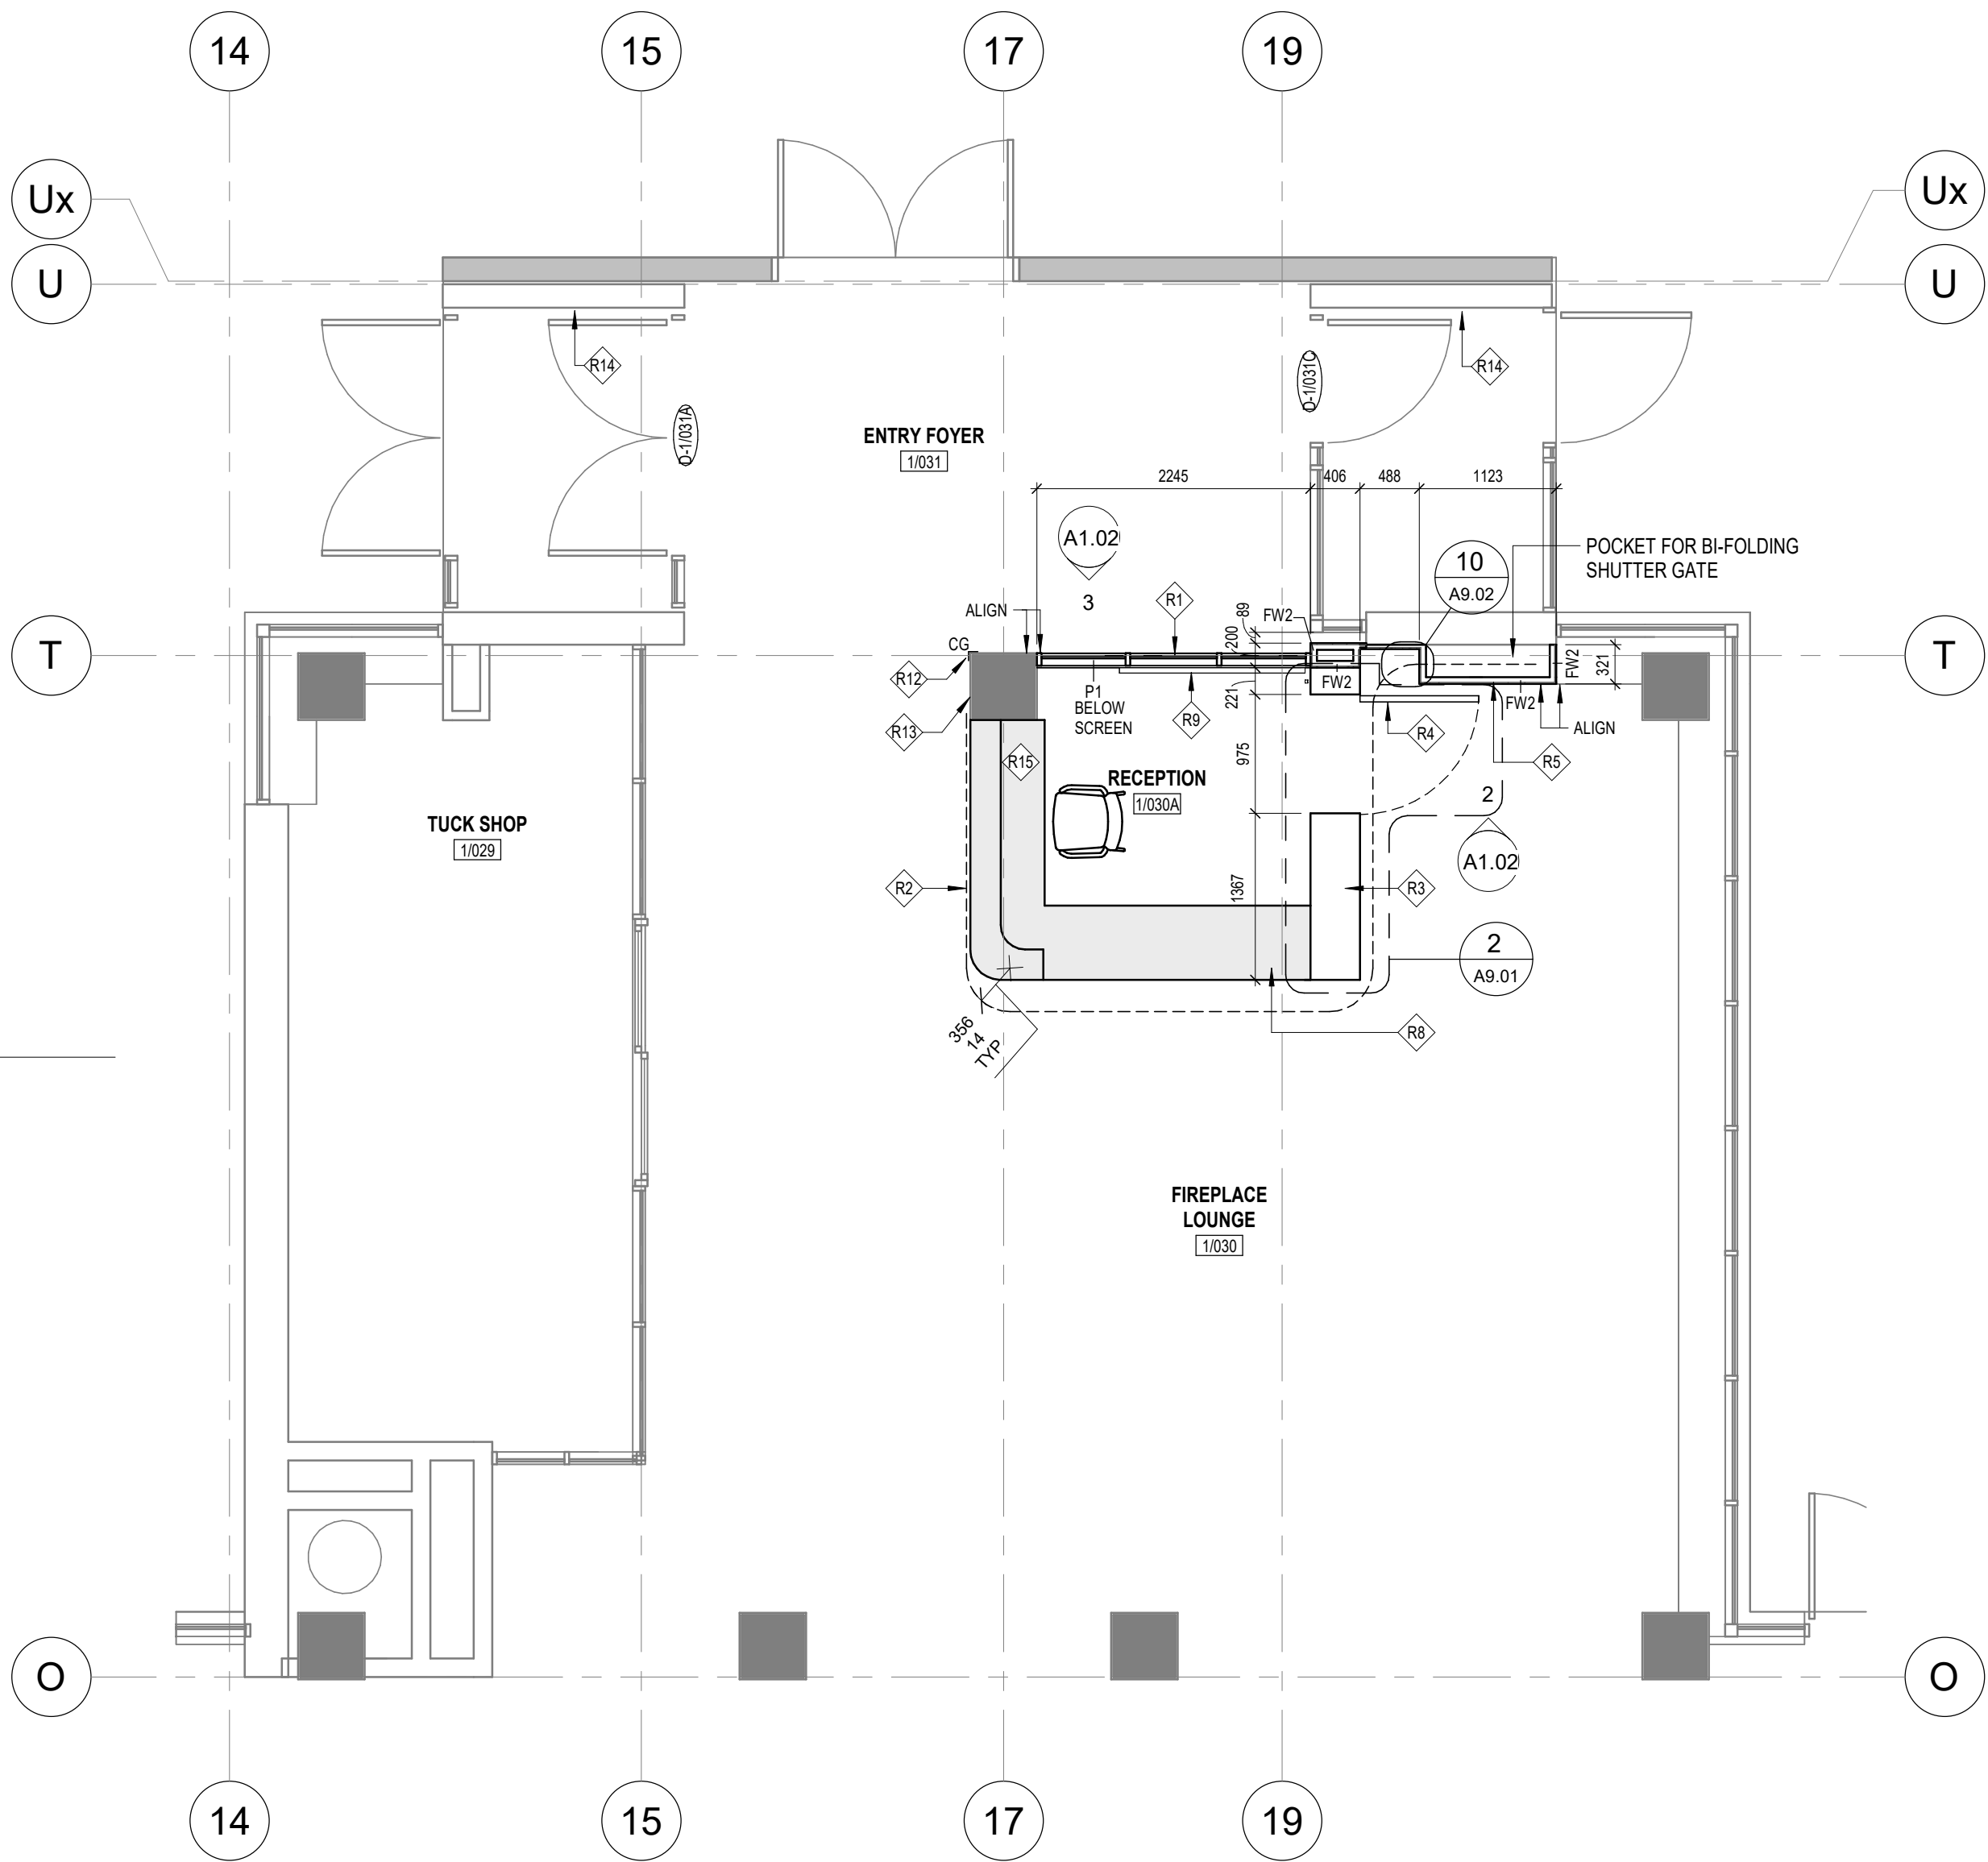 14
15
17
19
Ux
Ux
U
U
R14
R14
D-1/031A
D-1/031C
ENTRY FOYER
1/031
2245
406
488
1123
A1.02
3
10
A9.02
POCKET FOR BI-FOLDING
SHUTTER GATE
ALIGN
R1
FW2
89
200
T
T
CG
R12
R13
P1
BELOW
SCREEN
R9
221
FW2
FW2
FW2
321
ALIGN
R4
R5
R15
975
RECEPTION
1/030A
2
A1.02
TUCK SHOP
1/029
R2
1367
R3
2
A9.01
356
14
TYP
R8
FIREPLACE
LOUNGE
1/030
O
O
14
15
17
19